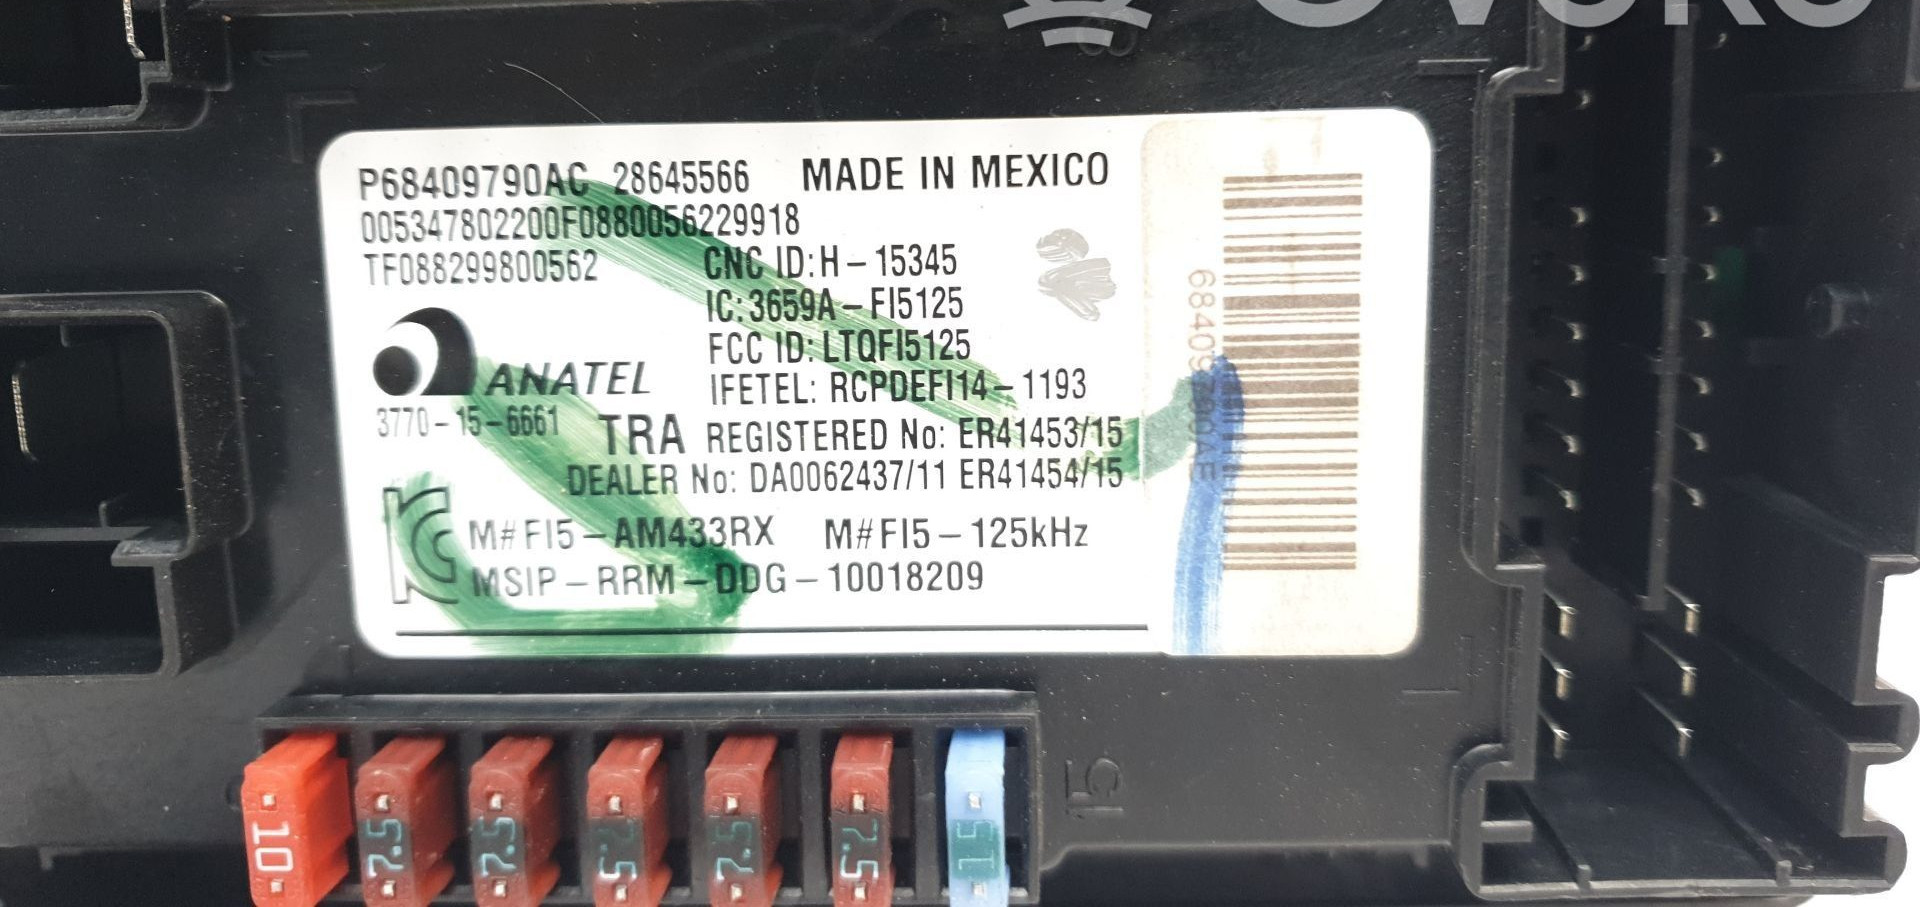 P68409790AC 28645566 MADE IN MEXICO
005347802200F0880056229918
TF088299800562
CNC ID:H-15345
IC:3659A-FI5125
FCC ID:LTQFI5125
ANATEL
IFETEL: RCPDEFI14-1193
3770-15-6661
TRA REGISTERED No: ER41453/15
DEALER No: DA0062437/11 ER41454/15
M#FI5-AM433RX M#FI5-125kHz
MSIP-RRM-DDG-10018209
68409790AE
10
7.5
7.5
7.5
7.5
7.5
15